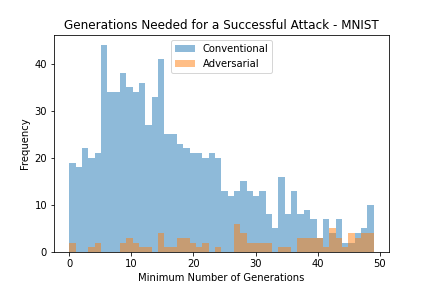 Generations Needed for a Successful Attack - MNIST
Conventional
Adversarial
Frequency
40
30
20
10
0
0 10 20 30 40 50
Minimum Number of Generations